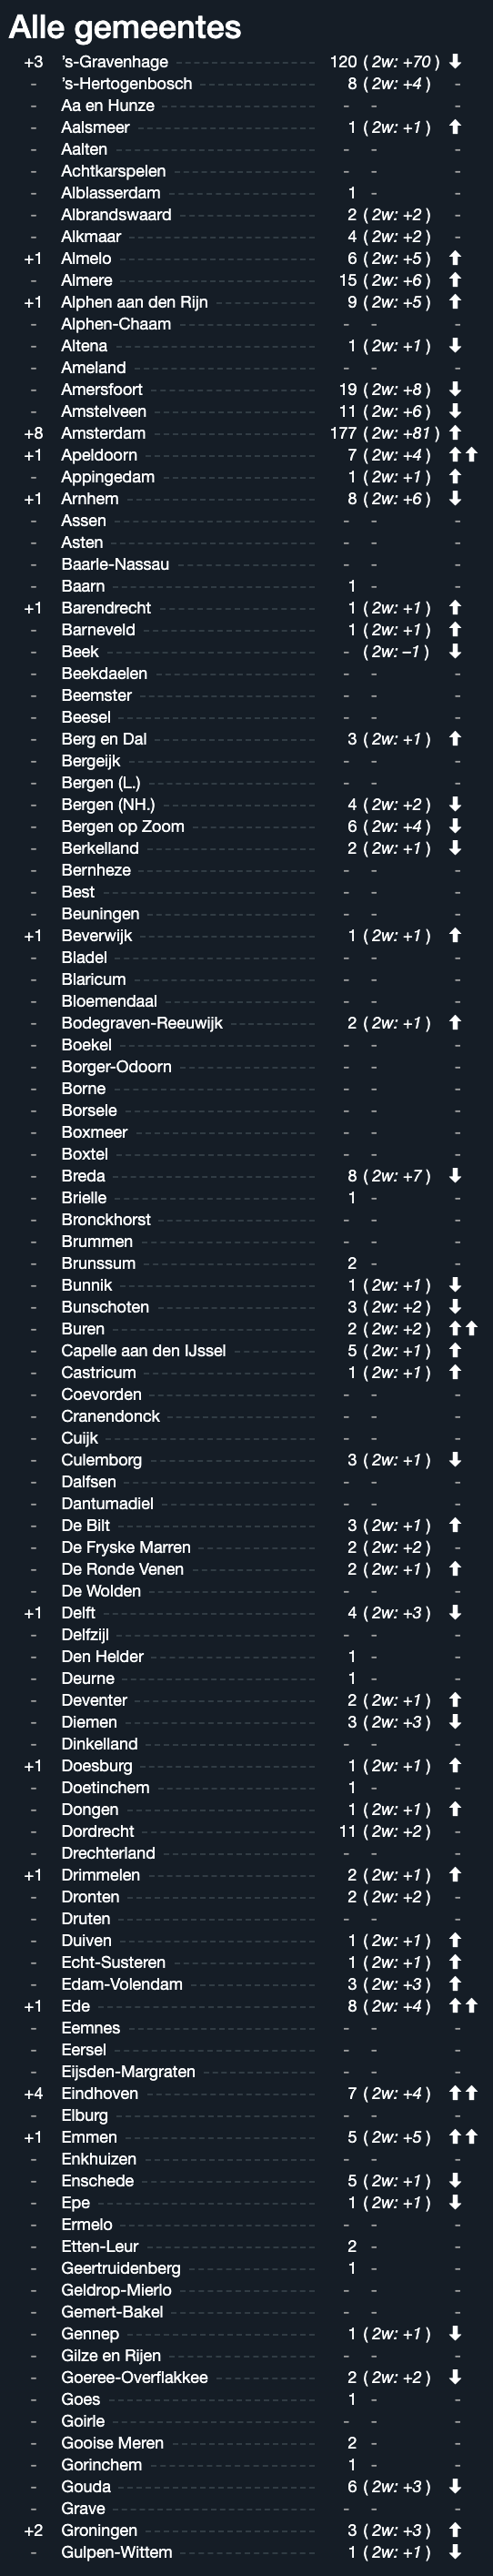 Alle gemeentes
+3 's-Gravenhage 120 ( 2w: +70 ) ⬇
- 's-Hertogenbosch 8 ( 2w: +4 ) -
- Aa en Hunze - - -
- Aalsmeer 1 ( 2w: +1 ) ⬆
- Aalten - - -
- Achtkarspelen - - -
- Alblasserdam 1 - -
- Albrandswaard 2 ( 2w: +2 ) -
- Alkmaar 4 ( 2w: +2 ) -
+1 Almelo 6 ( 2w: +5 ) ⬆
- Almere 15 ( 2w: +6 ) ⬆
+1 Alphen aan den Rijn 9 ( 2w: +5 ) ⬆
- Alphen-Chaam - - -
- Altena 1 ( 2w: +1 ) ⬇
- Ameland - - -
- Amersfoort 19 ( 2w: +8 ) ⬇
- Amstelveen 11 ( 2w: +6 ) ⬇
+8 Amsterdam 177 ( 2w: +81 ) ⬆
+1 Apeldoorn 7 ( 2w: +4 ) ⬆⬆
- Appingedam 1 ( 2w: +1 ) ⬆
+1 Arnhem 8 ( 2w: +6 ) ⬇
- Assen - - -
- Asten - - -
- Baarle-Nassau - - -
- Baarn 1 - -
+1 Barendrecht 1 ( 2w: +1 ) ⬆
- Barneveld 1 ( 2w: +1 ) ⬆
- Beek - ( 2w: –1 ) ⬇
- Beekdaelen - - -
- Beemster - - -
- Beesel - - -
- Berg en Dal 3 ( 2w: +1 ) ⬆
- Bergeijk - - -
- Bergen (L.) - - -
- Bergen (NH.) 4 ( 2w: +2 ) ⬇
- Bergen op Zoom 6 ( 2w: +4 ) ⬇
- Berkelland 2 ( 2w: +1 ) ⬇
- Bernheze - - -
- Best - - -
- Beuningen - - -
+1 Beverwijk 1 ( 2w: +1 ) ⬆
- Bladel - - -
- Blaricum - - -
- Bloemendaal - - -
- Bodegraven-Reeuwijk 2 ( 2w: +1 ) ⬆
- Boekel - - -
- Borger-Odoorn - - -
- Borne - - -
- Borsele - - -
- Boxmeer - - -
- Boxtel - - -
- Breda 8 ( 2w: +7 ) ⬇
- Brielle 1 - -
- Bronckhorst - - -
- Brummen - - -
- Brunssum 2 - -
- Bunnik 1 ( 2w: +1 ) ⬇
- Bunschoten 3 ( 2w: +2 ) ⬇
- Buren 2 ( 2w: +2 ) ⬆⬆
- Capelle aan den IJssel 5 ( 2w: +1 ) ⬆
- Castricum 1 ( 2w: +1 ) ⬆
- Coevorden - - -
- Cranendonck - - -
- Cuijk - - -
- Culemborg 3 ( 2w: +1 ) ⬇
- Dalfsen - - -
- Dantumadiel - - -
- De Bilt 3 ( 2w: +1 ) ⬆
- De Fryske Marren 2 ( 2w: +2 ) -
- De Ronde Venen 2 ( 2w: +1 ) ⬆
- De Wolden - - -
+1 Delft 4 ( 2w: +3 ) ⬇
- Delfzijl - - -
- Den Helder 1 - -
- Deurne 1 - -
- Deventer 2 ( 2w: +1 ) ⬆
- Diemen 3 ( 2w: +3 ) ⬇
- Dinkelland - - -
+1 Doesburg 1 ( 2w: +1 ) ⬆
- Doetinchem 1 - -
- Dongen 1 ( 2w: +1 ) ⬆
- Dordrecht 11 ( 2w: +2 ) -
- Drechterland - - -
+1 Drimmelen 2 ( 2w: +1 ) ⬆
- Dronten 2 ( 2w: +2 ) -
- Druten - - -
- Duiven 1 ( 2w: +1 ) ⬆
- Echt-Susteren 1 ( 2w: +1 ) ⬆
- Edam-Volendam 3 ( 2w: +3 ) ⬆
+1 Ede 8 ( 2w: +4 ) ⬆⬆
- Eemnes - - -
- Eersel - - -
- Eijsden-Margraten - - -
+4 Eindhoven 7 ( 2w: +4 ) ⬆⬆
- Elburg - - -
+1 Emmen 5 ( 2w: +5 ) ⬆⬆
- Enkhuizen - - -
- Enschede 5 ( 2w: +1 ) ⬇
- Epe 1 ( 2w: +1 ) ⬇
- Ermelo - - -
- Etten-Leur 2 - -
- Geertruidenberg 1 - -
- Geldrop-Mierlo - - -
- Gemert-Bakel - - -
- Gennep 1 ( 2w: +1 ) ⬇
- Gilze en Rijen - - -
- Goeree-Overflakkee 2 ( 2w: +2 ) ⬇
- Goes 1 - -
- Goirle - - -
- Gooise Meren 2 - -
- Gorinchem 1 - -
- Gouda 6 ( 2w: +3 ) ⬇
- Grave - - -
+2 Groningen 3 ( 2w: +3 ) ⬆
- Gulpen-Wittem 1 ( 2w: +1 ) ⬇